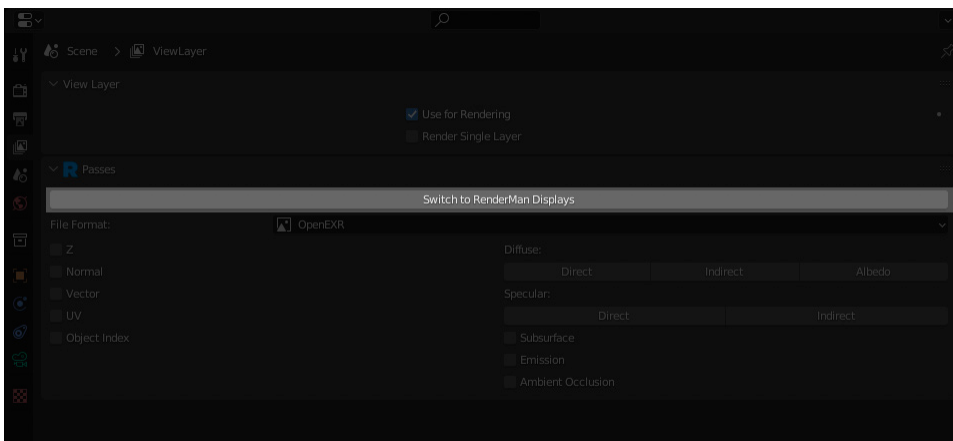 Scene > ViewLayer
View Layer
Use for Rendering
Render Single Layer
Passes
Switch to RenderMan Displays
File Format: OpenEXR
Z
Normal
Vector
UV
Object Index
Diffuse:
Direct Indirect Albedo
Specular:
Direct Indirect
Subsurface
Emission
Ambient Occlusion